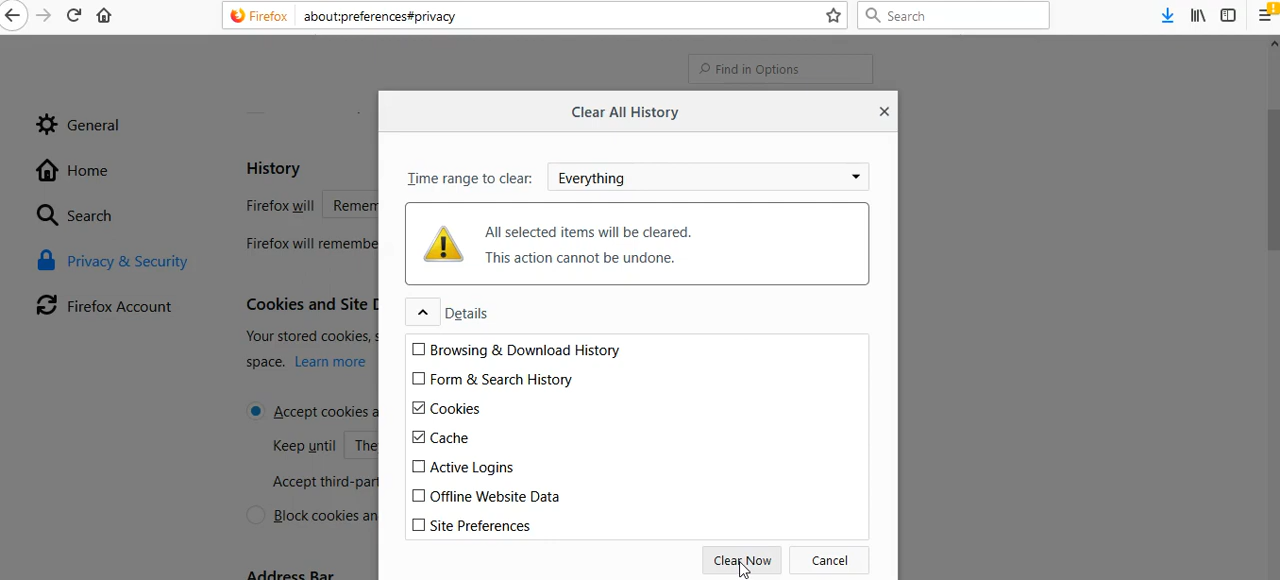 Firefox about:preferences#privacy
Search
Find in Options
General
Home
Search
Privacy & Security
Firefox Account
History
Firefox will Remem
Firefox will remembe
Cookies and Site D
Your stored cookies, s
space. Learn more
Accept cookies a
Keep until The
Accept third-part
Block cookies an
Address Bar
Clear All History
Time range to clear: Everything
All selected items will be cleared.
This action cannot be undone.
Details
Browsing & Download History
Form & Search History
Cookies
Cache
Active Logins
Offline Website Data
Site Preferences
Clear Now Cancel